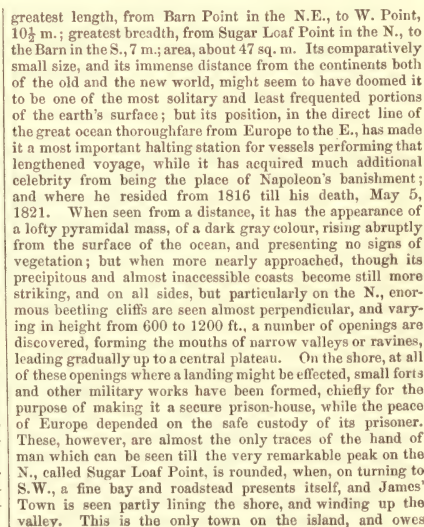 greatest length, from Barn Point in the N.E., to W. Point,
10½ m.; greatest breadth, from Sugar Loaf Point in the N., to
the Barn in the S., 7 m.; area, about 47 sq. m. Its comparatively
small size, and its immense distance from the continents both
of the old and the new world, might seem to have doomed it
to be one of the most solitary and least frequented portions
of the earth's surface; but its position, in the direct line of
the great ocean thoroughfare from Europe to the E., has made
it a most important halting station for vessels performing that
lengthened voyage, while it has acquired much additional
celebrity from being the place of Napoleon's banishment;
and where he resided from 1816 till his death, May 5,
1821. When seen from a distance, it has the appearance of
a lofty pyramidal mass, of a dark gray colour, rising abruptly
from the surface of the ocean, and presenting no signs of
vegetation; but when more nearly approached, though its
precipitous and almost inaccessible coasts become still more
striking, and on all sides, but particularly on the N., enor-
mous beetling cliffs are seen almost perpendicular, and vary-
ing in height from 600 to 1200 ft., a number of openings are
discovered, forming the mouths of narrow valleys or ravines,
leading gradually up to a central plateau. On the shore, at all
of these openings where a landing might be effected, small forts
and other military works have been formed, chiefly for the
purpose of making it a secure prison-house, while the peace
of Europe depended on the safe custody of its prisoner.
These, however, are almost the only traces of the hand of
man which can be seen till the very remarkable peak on the
N., called Sugar Loaf Point, is rounded, when, on turning to
S.W., a fine bay and roadstead presents itself, and James'
Town is seen partly lining the shore, and winding up the
valley. This is the only town on the island, and owes